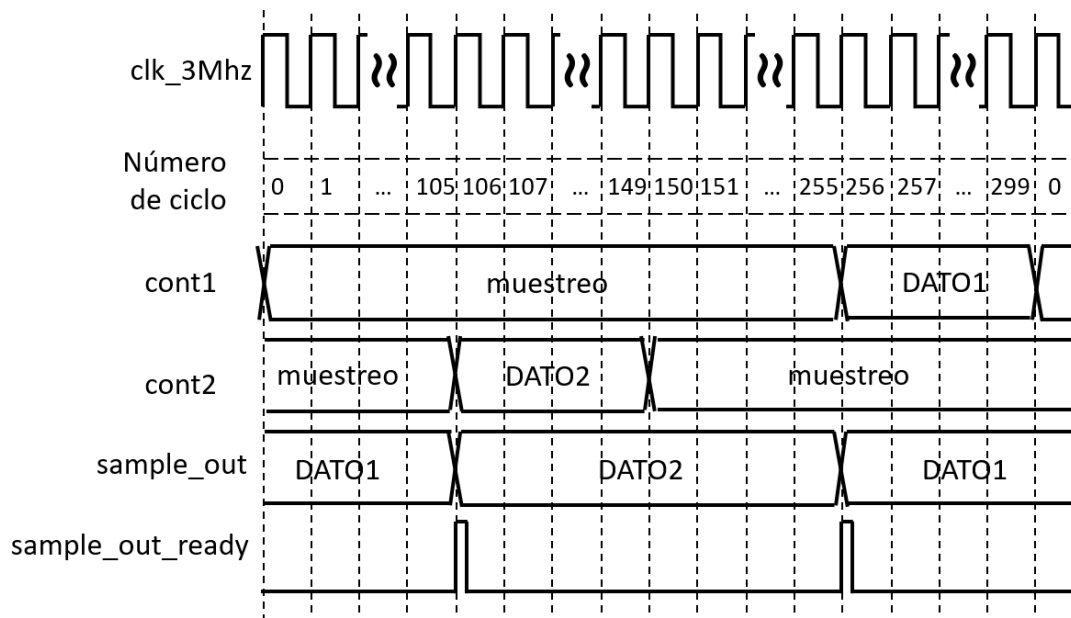 clk_3Mhz
Número
de ciclo
0 1 ... 105 106 107 ... 149 150 151 ... 255 256 257 ... 299 0
cont1 muestreo DATO1
cont2 muestreo DATO2 muestreo
sample_out DATO1 DATO2 DATO1
sample_out_ready